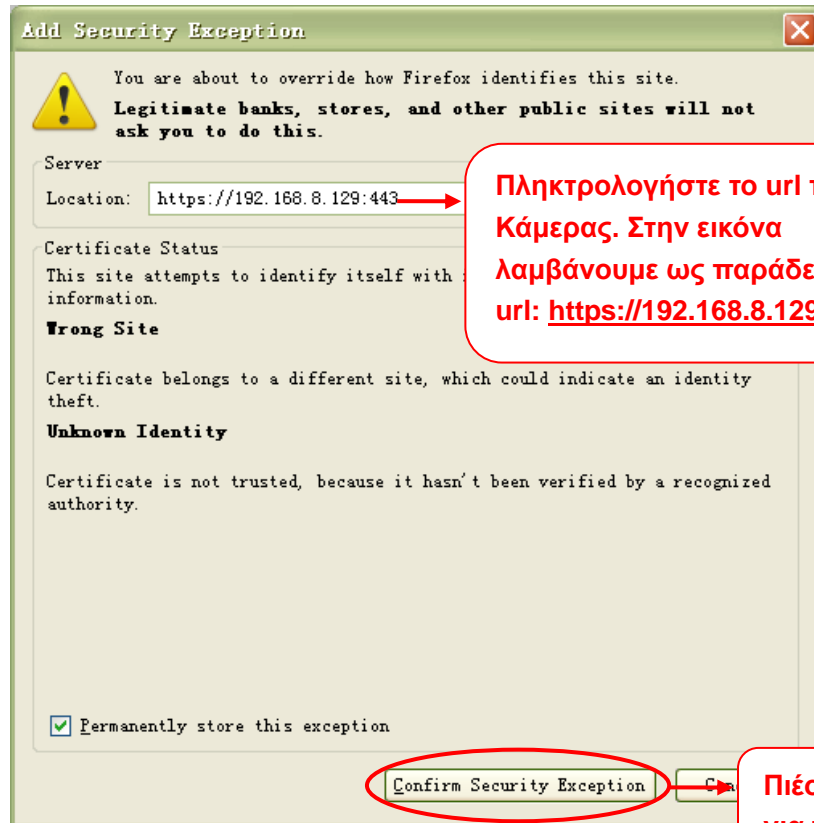 Add Security Exception
You are about to override how Firefox identifies this site.
Legitimate banks, stores, and other public sites will not
ask you to do this.
Server
Location: https://192.168.8.129:443
Πληκτρολογήστε το url
Κάμερας. Στην εικόνα
λαμβάνουμε ως
url: https://192.168.8.129
Certificate Status
This site attempts to identify itself with
information.
Wrong Site
Certificate belongs to a different site, which could indicate an identity
theft.
Unknown Identity
Certificate is not trusted, because it hasn't been verified by a recognized
authority.
Permanently store this exception
Confirm Security Exception